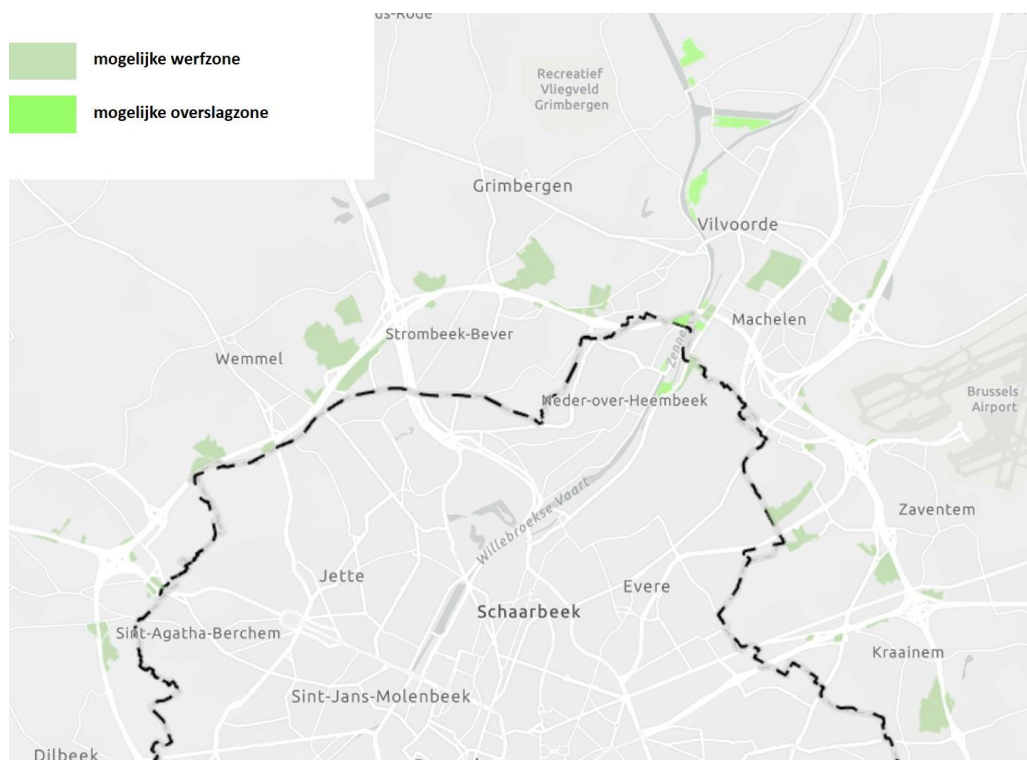 mogelijke werfzone
mogelijke overslagzone
Recreatief
Vliegveld
Grimbergen
Grimbergen
Vilvoorde
Machelen
Strombeek-Bever
Wemmel
Zenne
Brussels
Airport
Neder-over-Heembeek
Willebroekse Vaart
Zaventem
Jette
Evere
Schaarbeek
Sint-Agatha-Berchem
Kraainem
Sint-Jans-Molenbeek
Dilbeek